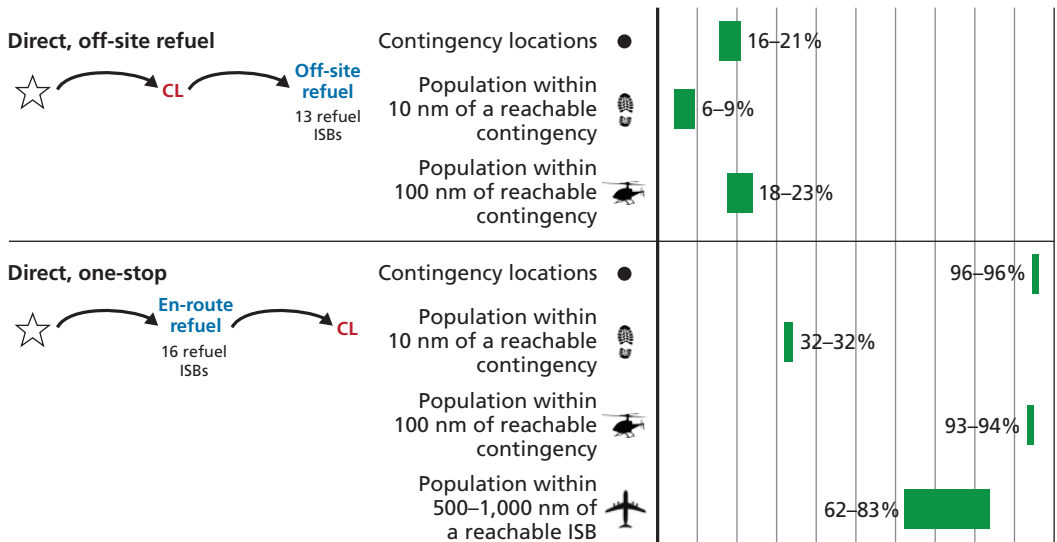 Direct, off-site refuel
CL
Off-site
refuel
13 refuel
ISBs
Contingency locations
16–21%
Population within
10 nm of a reachable
contingency
6–9%
Population within
100 nm of reachable
contingency
18–23%
Direct, one-stop
En-route
refuel
16 refuel
ISBs
CL
Contingency locations
96–96%
Population within
10 nm of a reachable
contingency
32–32%
Population within
100 nm of reachable
contingency
93–94%
Population within
500–1,000 nm of
a reachable ISB
62–83%